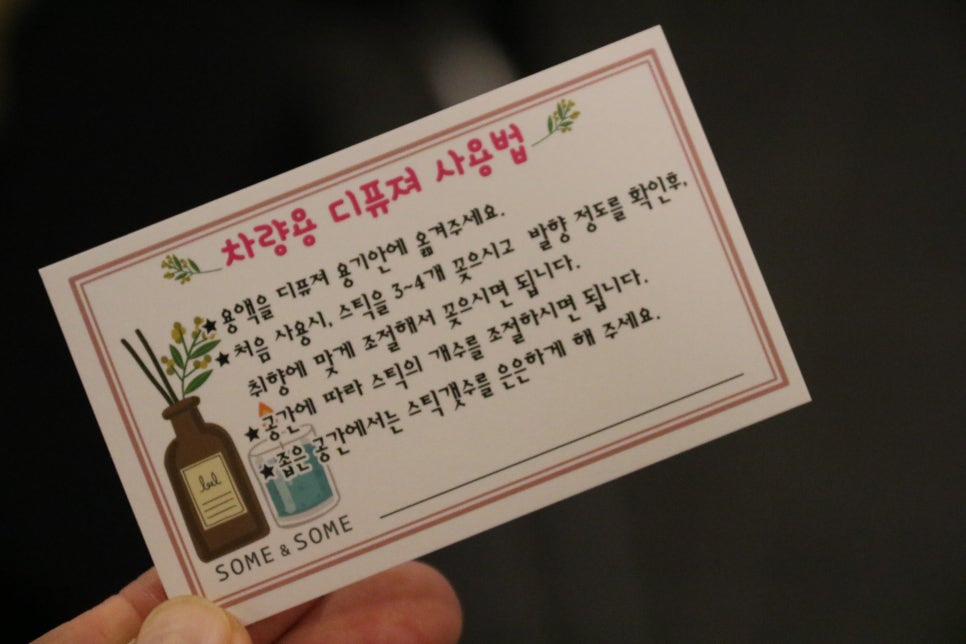 차량용 디퓨져 사용법
★용액을 디퓨져 용기안에 옮겨주세요.
★처음 사용시, 스틱을 3~4개 꽂으시고 발향 정도를 확인후,
취향에 맞게 조절해서 꽂으시면 됩니다.
★공간에 따라 스틱의 개수를 조절하시면 됩니다.
★좁은 공간에서는 스틱갯수를 은은하게 해 주세요.
SOME & SOME